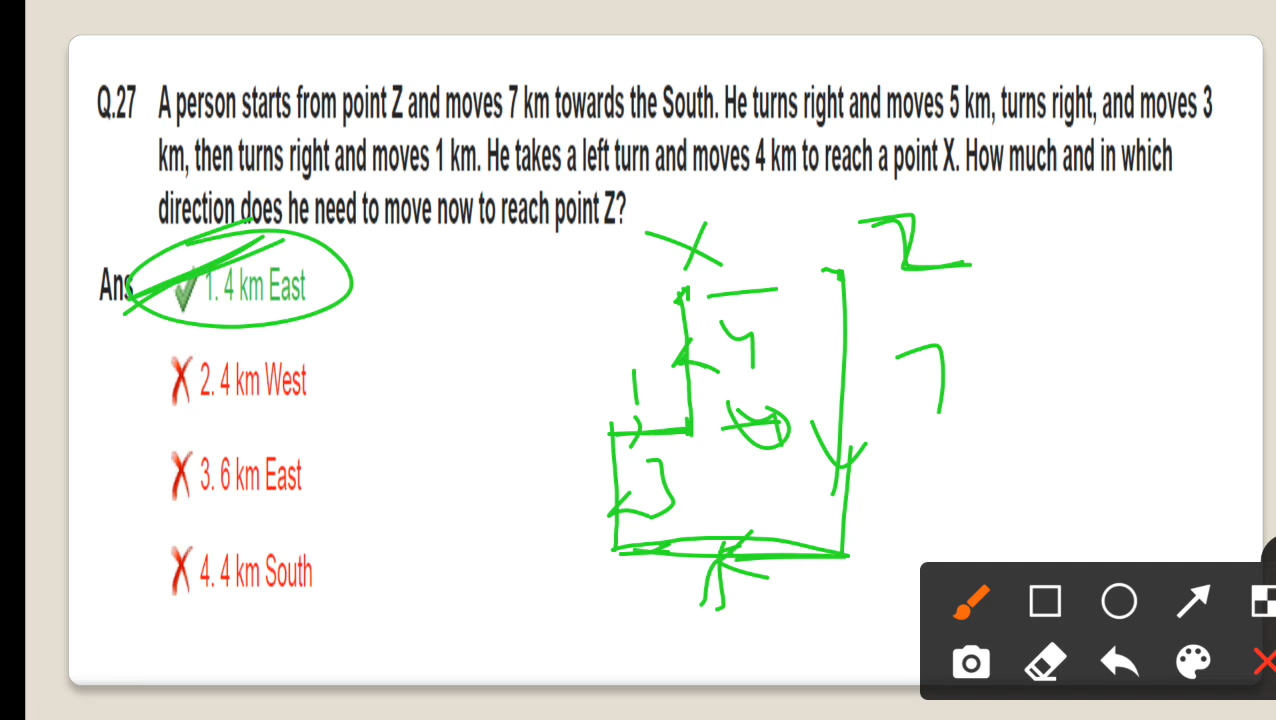 Q.27 A person starts from point Z and moves 7 km towards the South. He turns right and moves 5 km, turns right, and moves 3
km, then turns right and moves 1 km. He takes a left turn and moves 4 km to reach a point X. How much and in which
direction does he need to move now to reach point Z?
Ans 1. 4 km East
2. 4 km West
3. 6 km East
4. 4 km South
X Z
4 7
1
3
5